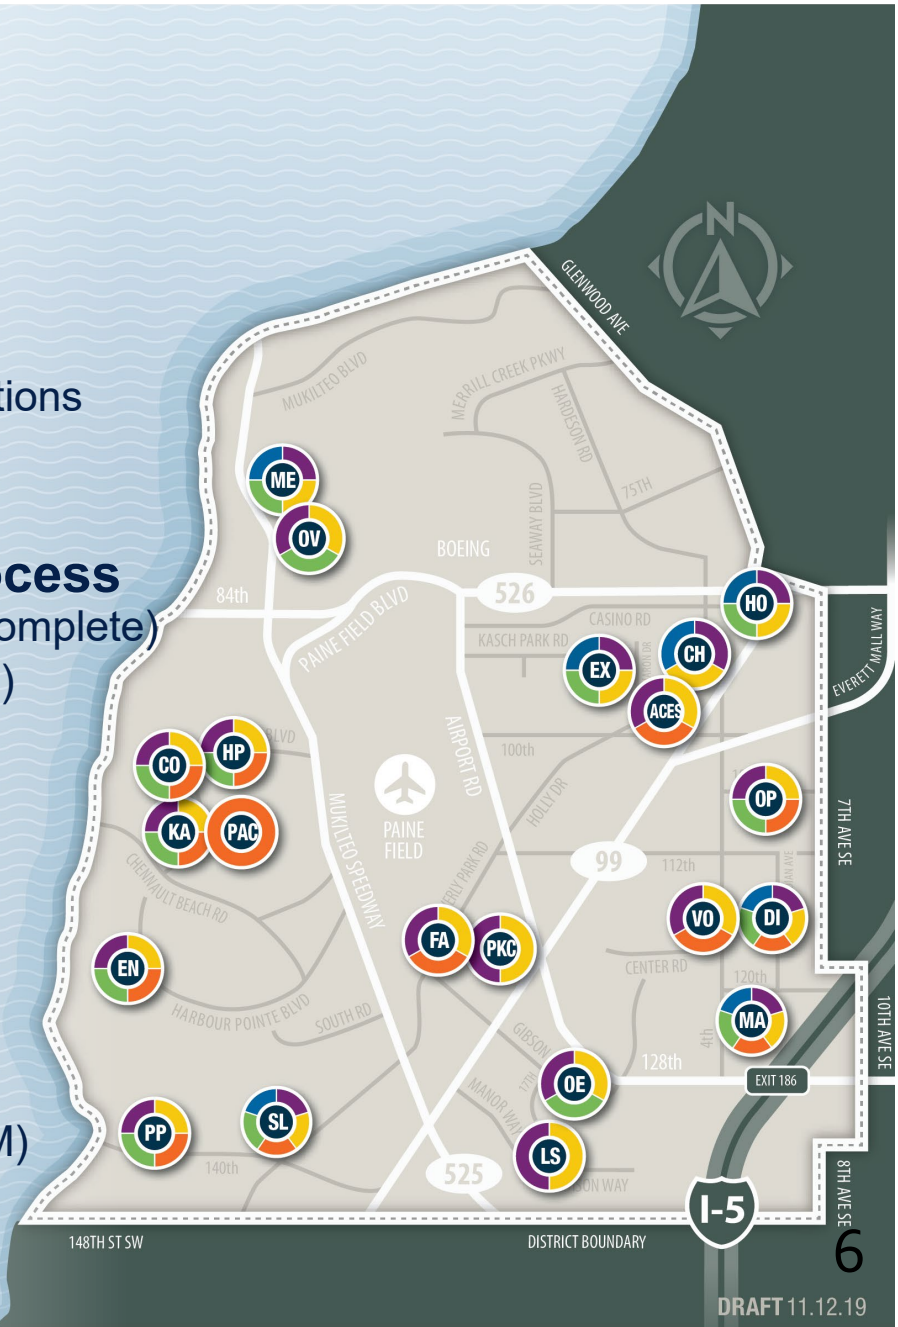 N
GLENWOOD AVE
MUKILTEO BLVD
MERRILL CREEK PKWY
HARDESON RD
tions
75TH
SEAWAY BLVD
ME
OV
BOEING
ocess
526
84th
PAINE FIELD BLVD
CASINO RD
HO
omplete)
KASCH PARK RD
EVERETT MALL WAY
)
EX
CH
ACES
BLVD
AIRPORT RD
100th
CO
HP
HOLLY DR
OP
KA
PAC
MUKILTEO SPEEDWAY
PAINE
FIELD
7TH AVE SE
99
112th
CHENNAULT BEACH RD
VO
DI
FA
PKC
EN
CENTER RD
120th
HARBOUR POINTE BLVD
SOUTH RD
GIBSON
4th
MA
10TH AVE SE
128th
EXIT 186
MANOR WAY
17TH
OE
PP
SL
M)
LS
140th
525
8TH AVE SE
I-5
148TH ST SW
DISTRICT BOUNDARY
6
DRAFT 11.12.19